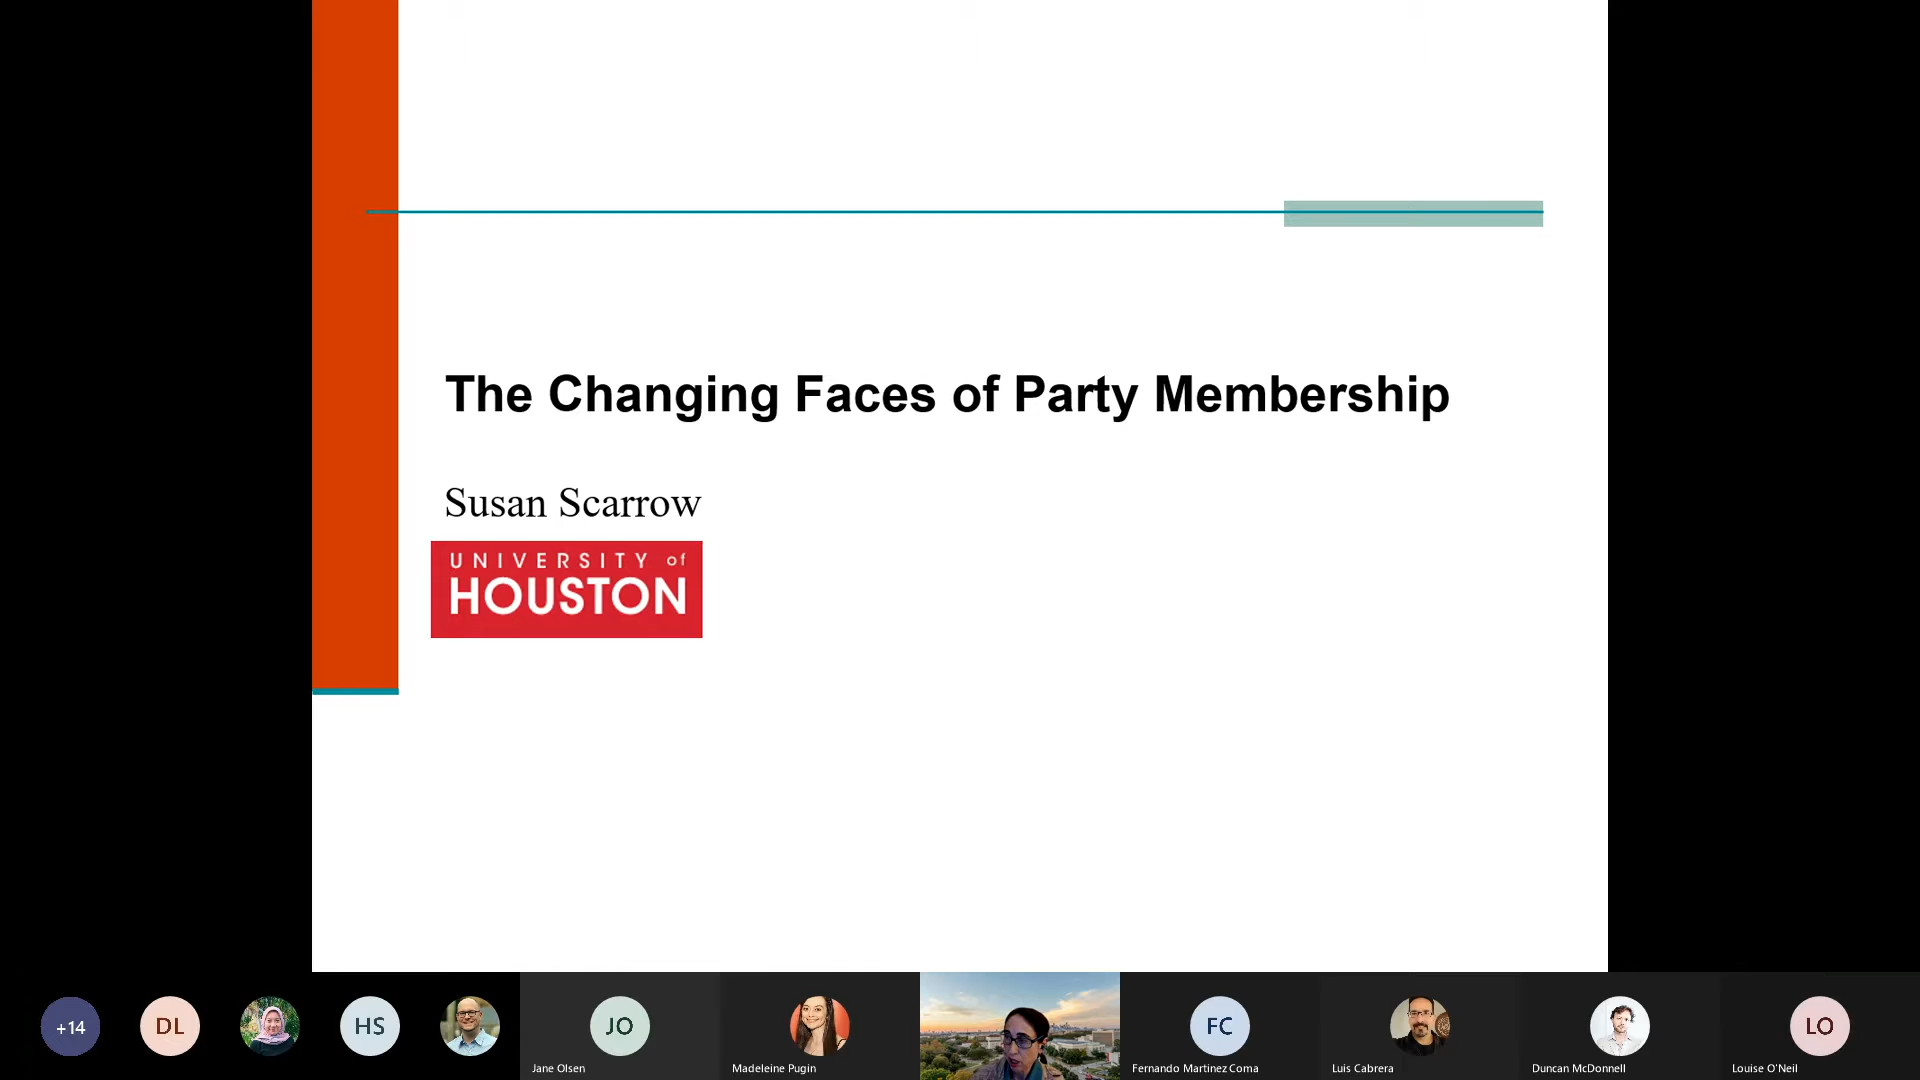 The Changing Faces of Party Membership
Susan Scarrow
UNIVERSITY of
HOUSTON
+14
DL
HS
JO
FC
LO
Jane Olsen
Madeleine Pugin
Fernando Martinez Coma
Luis Cabrera
Duncan McDonnell
Louise O'Neil